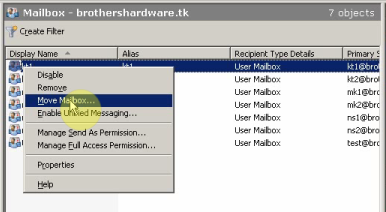 Mailbox - brothershardware.tk 7 objects
Create Filter
Display Name Alias Recipient Type Details Primary S
kt1 kt1 User Mailbox kt1@bro
User Mailbox kt2@bro
Disable
User Mailbox mk1@br
Remove
Move Mailbox... User Mailbox mk2@br
Enable Unified Messaging... User Mailbox ns1@bro
Manage Send As Permission... User Mailbox ns2@bro
Manage Full Access Permission... User Mailbox test@bro
Properties
Help